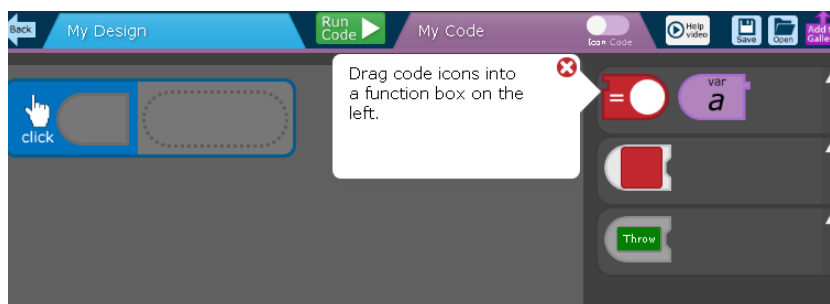 Back
My Design
Run
Code
My Code
Icon Code
Help
video
Save
Open
Add
Galle
Drag code icons into
a function box on the
left.
click
=
var
a
Throw